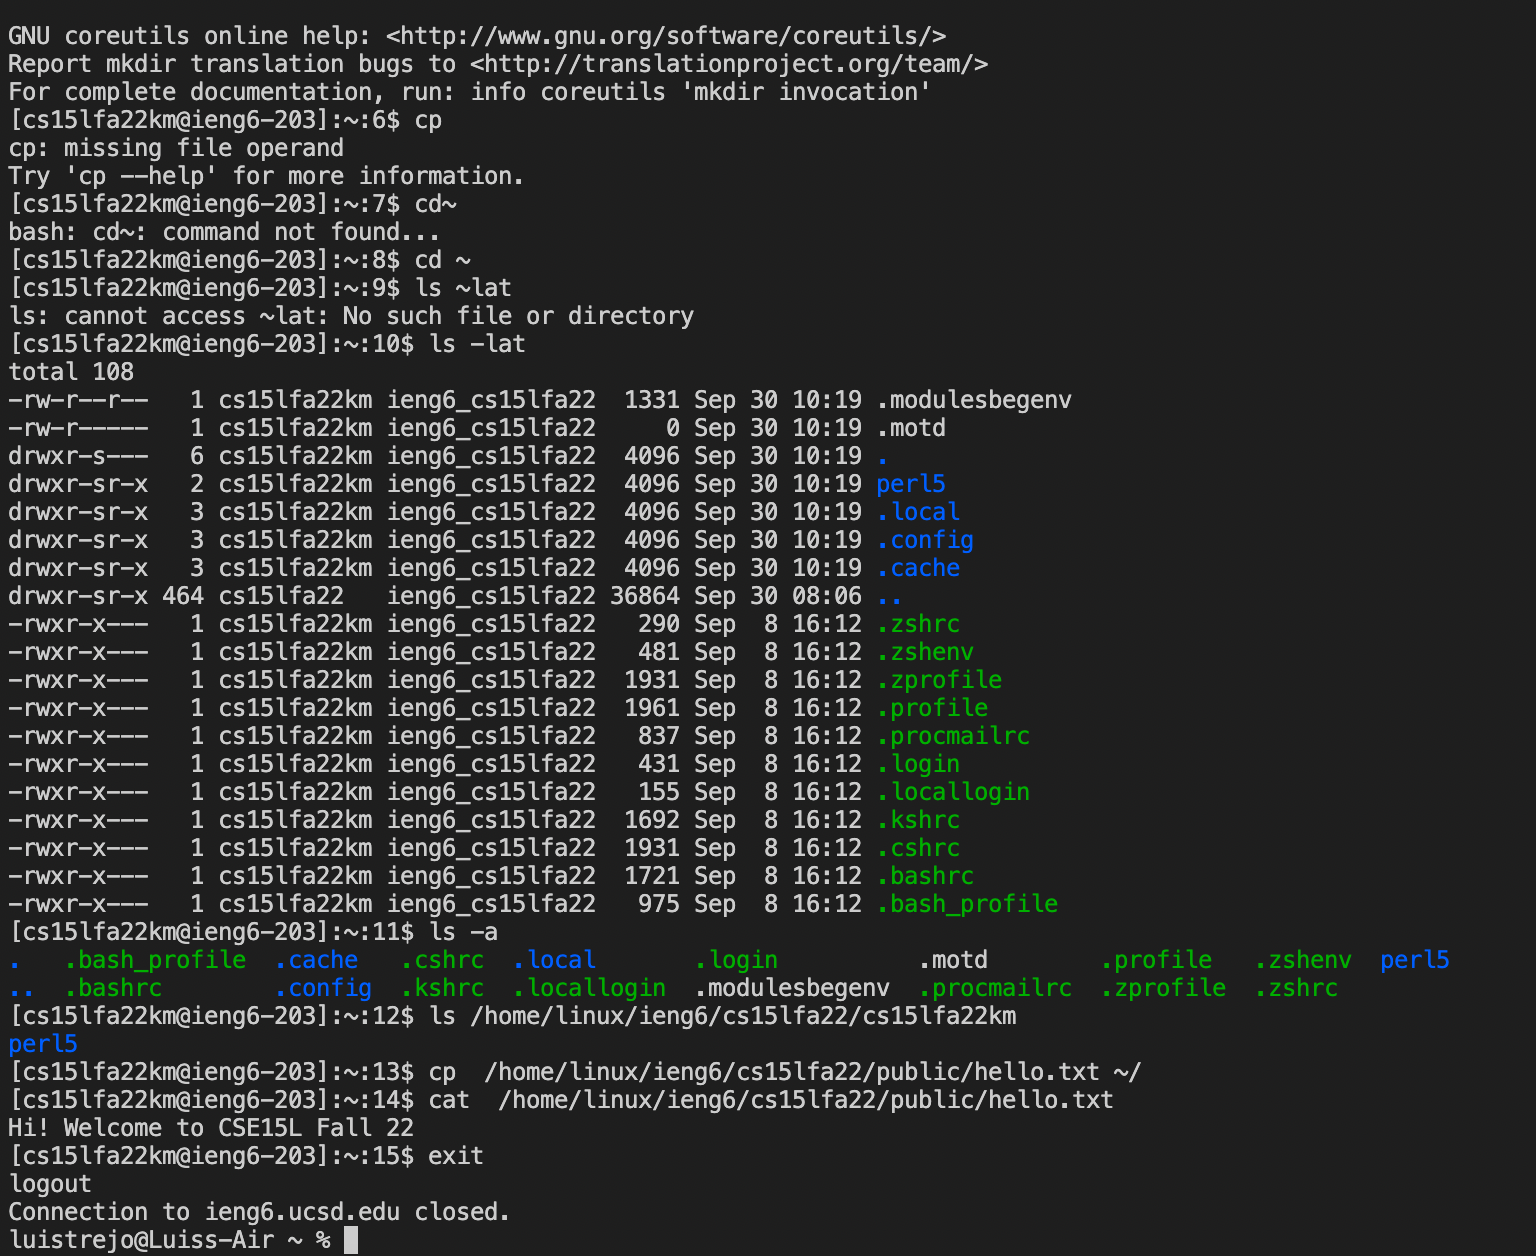 GNU coreutils online help: <http://www.gnu.org/software/coreutils/>
Report mkdir translation bugs to <http://translationproject.org/team/>
For complete documentation, run: info coreutils 'mkdir invocation'
[cs15lfa22km@ieng6-203]:~:6$ cp
cp: missing file operand
Try 'cp --help' for more information.
[cs15lfa22km@ieng6-203]:~:7$ cd~
bash: cd~: command not found...
[cs15lfa22km@ieng6-203]:~:8$ cd ~
[cs15lfa22km@ieng6-203]:~:9$ ls ~lat
ls: cannot access ~lat: No such file or directory
[cs15lfa22km@ieng6-203]:~:10$ ls -lat
total 108
-rw-r--r--   1 cs15lfa22km ieng6_cs15lfa22  1331 Sep 30 10:19 .modulesbegenv
-rw-r-----   1 cs15lfa22km ieng6_cs15lfa22     0 Sep 30 10:19 .motd
drwxr-s---   6 cs15lfa22km ieng6_cs15lfa22  4096 Sep 30 10:19 .
drwxr-sr-x   2 cs15lfa22km ieng6_cs15lfa22  4096 Sep 30 10:19 perl5
drwxr-sr-x   3 cs15lfa22km ieng6_cs15lfa22  4096 Sep 30 10:19 .local
drwxr-sr-x   3 cs15lfa22km ieng6_cs15lfa22  4096 Sep 30 10:19 .config
drwxr-sr-x   3 cs15lfa22km ieng6_cs15lfa22  4096 Sep 30 10:19 .cache
drwxr-sr-x 464 cs15lfa22   ieng6_cs15lfa22 36864 Sep 30 08:06 ..
-rwxr-x---   1 cs15lfa22km ieng6_cs15lfa22   290 Sep  8 16:12 .zshrc
-rwxr-x---   1 cs15lfa22km ieng6_cs15lfa22   481 Sep  8 16:12 .zshenv
-rwxr-x---   1 cs15lfa22km ieng6_cs15lfa22  1931 Sep  8 16:12 .zprofile
-rwxr-x---   1 cs15lfa22km ieng6_cs15lfa22  1961 Sep  8 16:12 .profile
-rwxr-x---   1 cs15lfa22km ieng6_cs15lfa22   837 Sep  8 16:12 .procmailrc
-rwxr-x---   1 cs15lfa22km ieng6_cs15lfa22   431 Sep  8 16:12 .login
-rwxr-x---   1 cs15lfa22km ieng6_cs15lfa22   155 Sep  8 16:12 .locallogin
-rwxr-x---   1 cs15lfa22km ieng6_cs15lfa22  1692 Sep  8 16:12 .kshrc
-rwxr-x---   1 cs15lfa22km ieng6_cs15lfa22  1931 Sep  8 16:12 .cshrc
-rwxr-x---   1 cs15lfa22km ieng6_cs15lfa22  1721 Sep  8 16:12 .bashrc
-rwxr-x---   1 cs15lfa22km ieng6_cs15lfa22   975 Sep  8 16:12 .bash_profile
[cs15lfa22km@ieng6-203]:~:11$ ls -a
.   .bash_profile  .cache   .cshrc  .local       .login          .motd        .profile   .zshenv  perl5
..  .bashrc        .config  .kshrc  .locallogin  .modulesbegenv  .procmailrc  .zprofile  .zshrc
[cs15lfa22km@ieng6-203]:~:12$ ls /home/linux/ieng6/cs15lfa22/cs15lfa22km
perl5
[cs15lfa22km@ieng6-203]:~:13$ cp  /home/linux/ieng6/cs15lfa22/public/hello.txt ~/
[cs15lfa22km@ieng6-203]:~:14$ cat  /home/linux/ieng6/cs15lfa22/public/hello.txt
Hi! Welcome to CSE15L Fall 22
[cs15lfa22km@ieng6-203]:~:15$ exit
logout
Connection to ieng6.ucsd.edu closed.
luistrejo@Luiss-Air ~ %